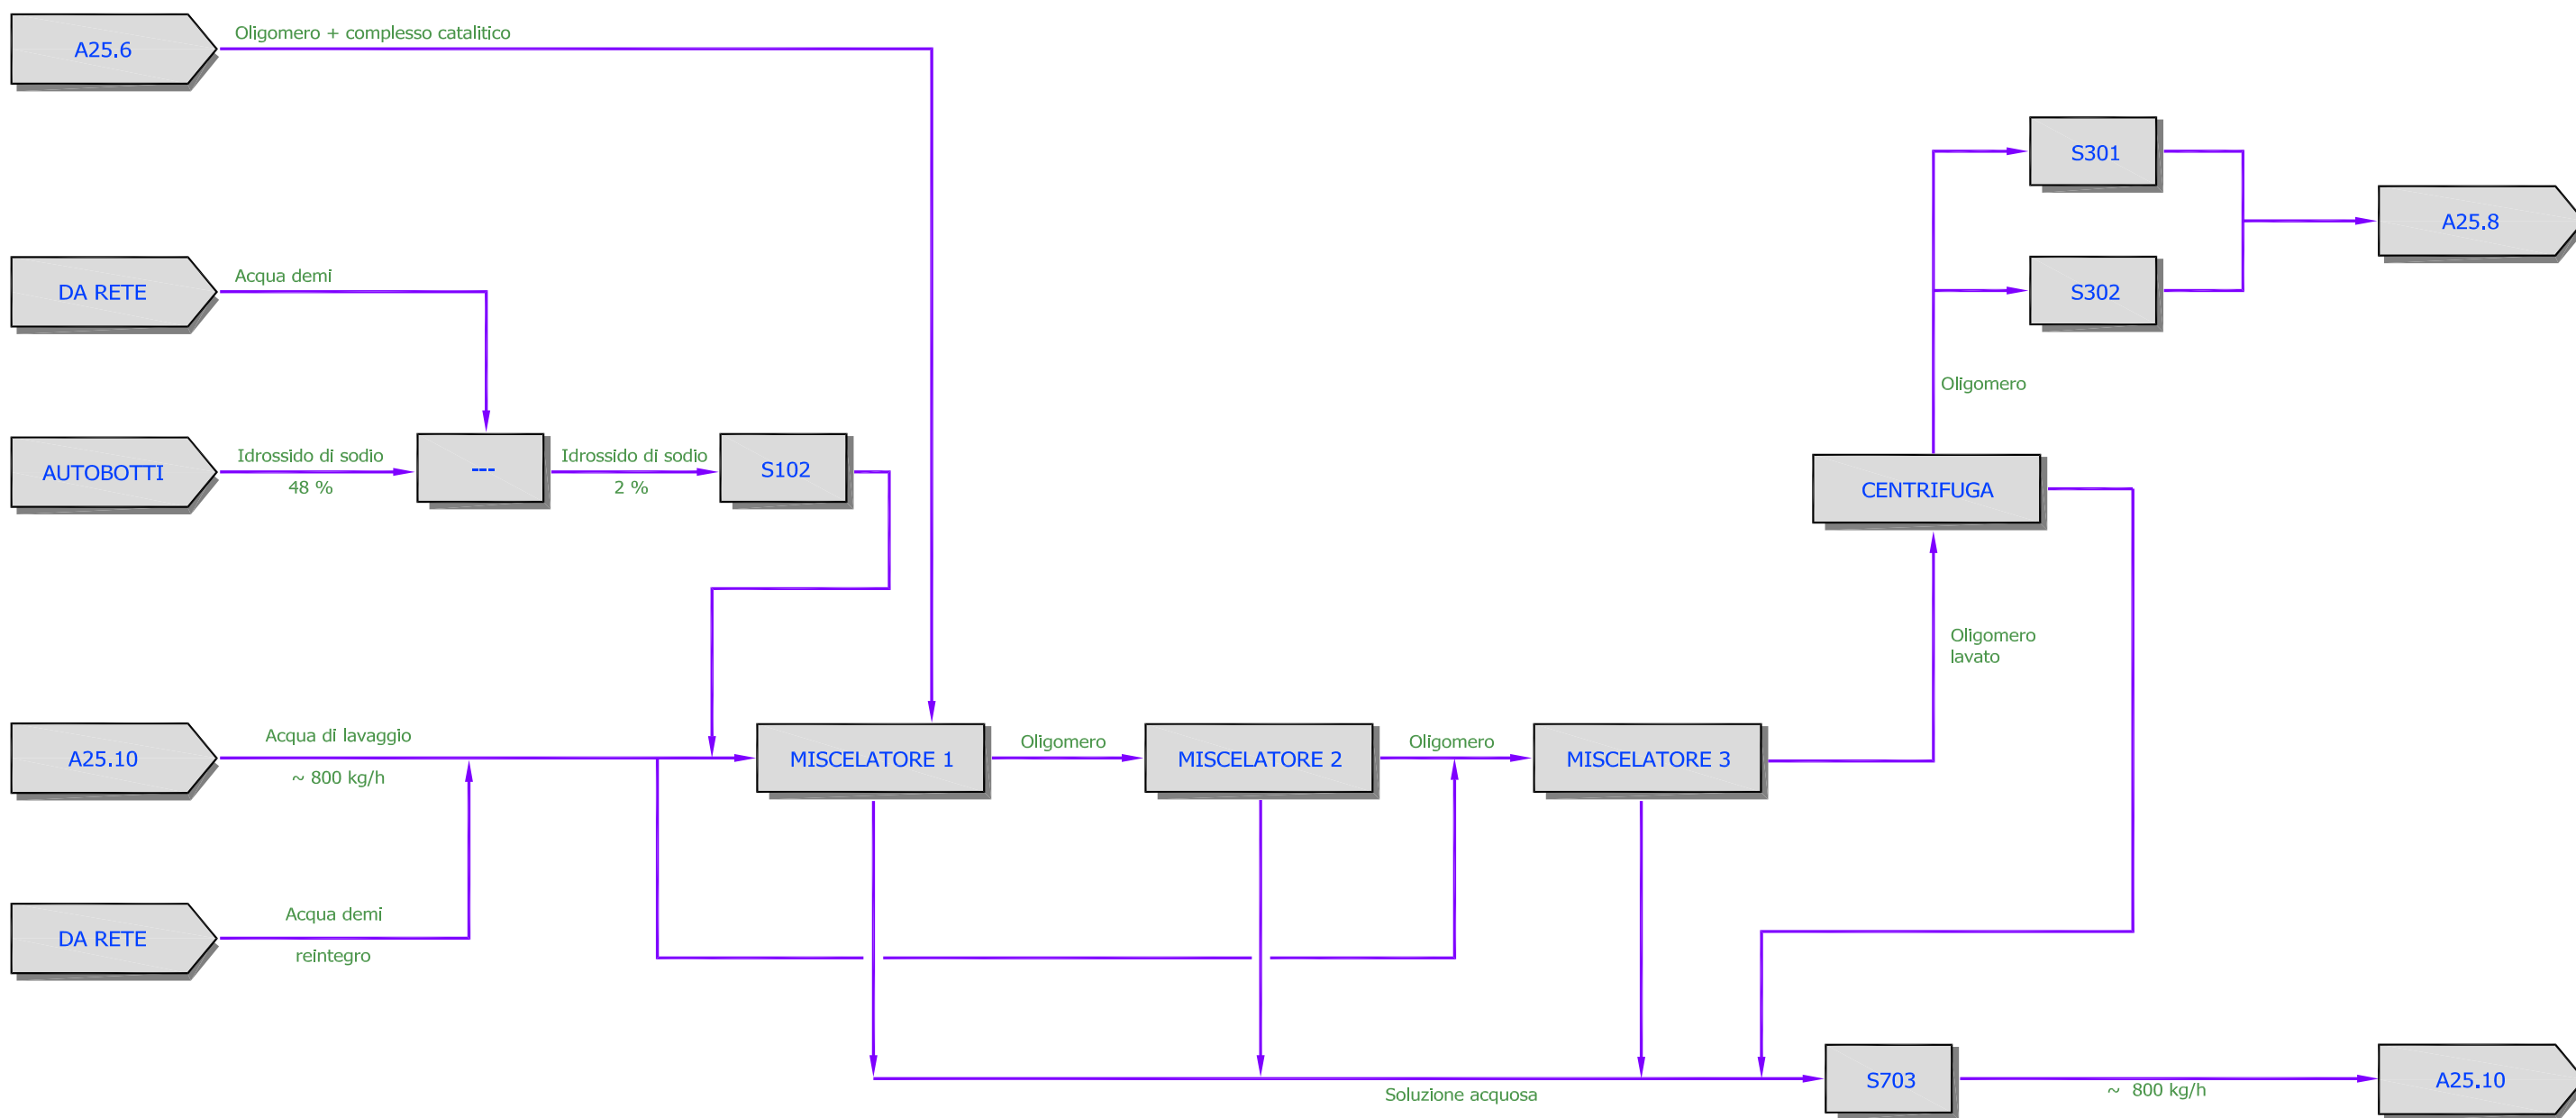 A25.6
Oligomero + complesso catalitico
S301
A25.8
DA RETE
Acqua demi
S302
Oligomero
AUTOBOTTI
Idrossido di sodio
48 %
---
Idrossido di sodio
2 %
S102
CENTRIFUGA
Oligomero
lavato
A25.10
Acqua di lavaggio
~ 800 kg/h
MISCELATORE 1
Oligomero
MISCELATORE 2
Oligomero
MISCELATORE 3
DA RETE
Acqua demi
reintegro
Soluzione acquosa
S703
~ 800 kg/h
A25.10